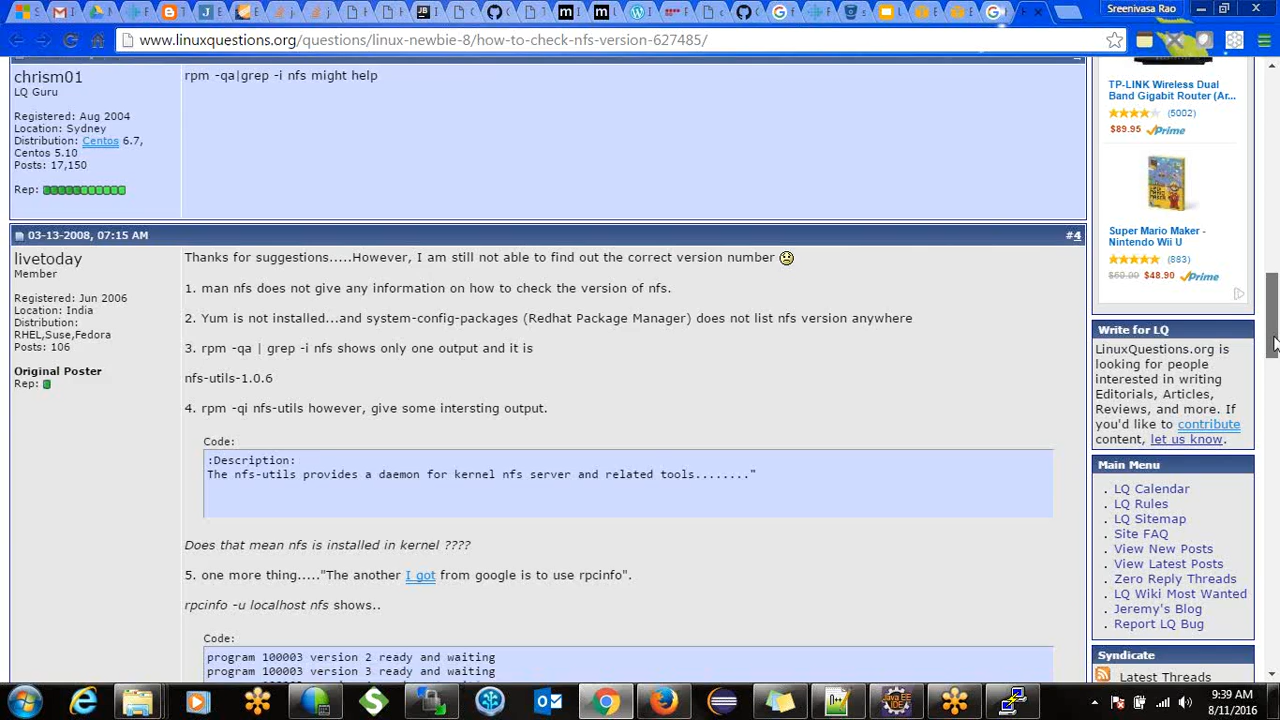 Sreenivasa Rao
www.linuxquestions.org/questions/linux-newbie-8/how-to-check-nfs-version-627485/
chrism01
LQ Guru
Registered: Aug 2004
Location: Sydney
Distribution: Centos 6.7,
Centos 5.10
Posts: 17,150
Rep:
rpm -qa|grep -i nfs might help
03-13-2008, 07:15 AM
#4
livetoday
Member
Registered: Jun 2006
Location: India
Distribution:
RHEL,Suse,Fedora
Posts: 106
Original Poster
Rep:
Thanks for suggestions.....However, I am still not able to find out the correct version number
1. man nfs does not give any information on how to check the version of nfs.
2. Yum is not installed...and system-config-packages (Redhat Package Manager) does not list nfs version anywhere
3. rpm -qa | grep -i nfs shows only one output and it is
nfs-utils-1.0.6
4. rpm -qi nfs-utils however, give some intersting output.
Code:
:Description:
The nfs-utils provides a daemon for kernel nfs server and related tools........"
Does that mean nfs is installed in kernel ????
5. one more thing....."The another I got from google is to use rpcinfo".
rpcinfo -u localhost nfs shows..
Code:
program 100003 version 2 ready and waiting
program 100003 version 3 ready and waiting
TP-LINK Wireless Dual
Band Gigabit Router (Ar...
(5002)
$89.95 Prime
Super Mario Maker -
Nintendo Wii U
(883)
$60.00 $48.90 Prime
Write for LQ
LinuxQuestions.org is
looking for people
interested in writing
Editorials, Articles,
Reviews, and more. If
you'd like to contribute
content, let us know.
Main Menu
LQ Calendar
LQ Rules
LQ Sitemap
Site FAQ
View New Posts
View Latest Posts
Zero Reply Threads
LQ Wiki Most Wanted
Jeremy's Blog
Report LQ Bug
Syndicate
Latest Threads
9:39 AM
8/11/2016